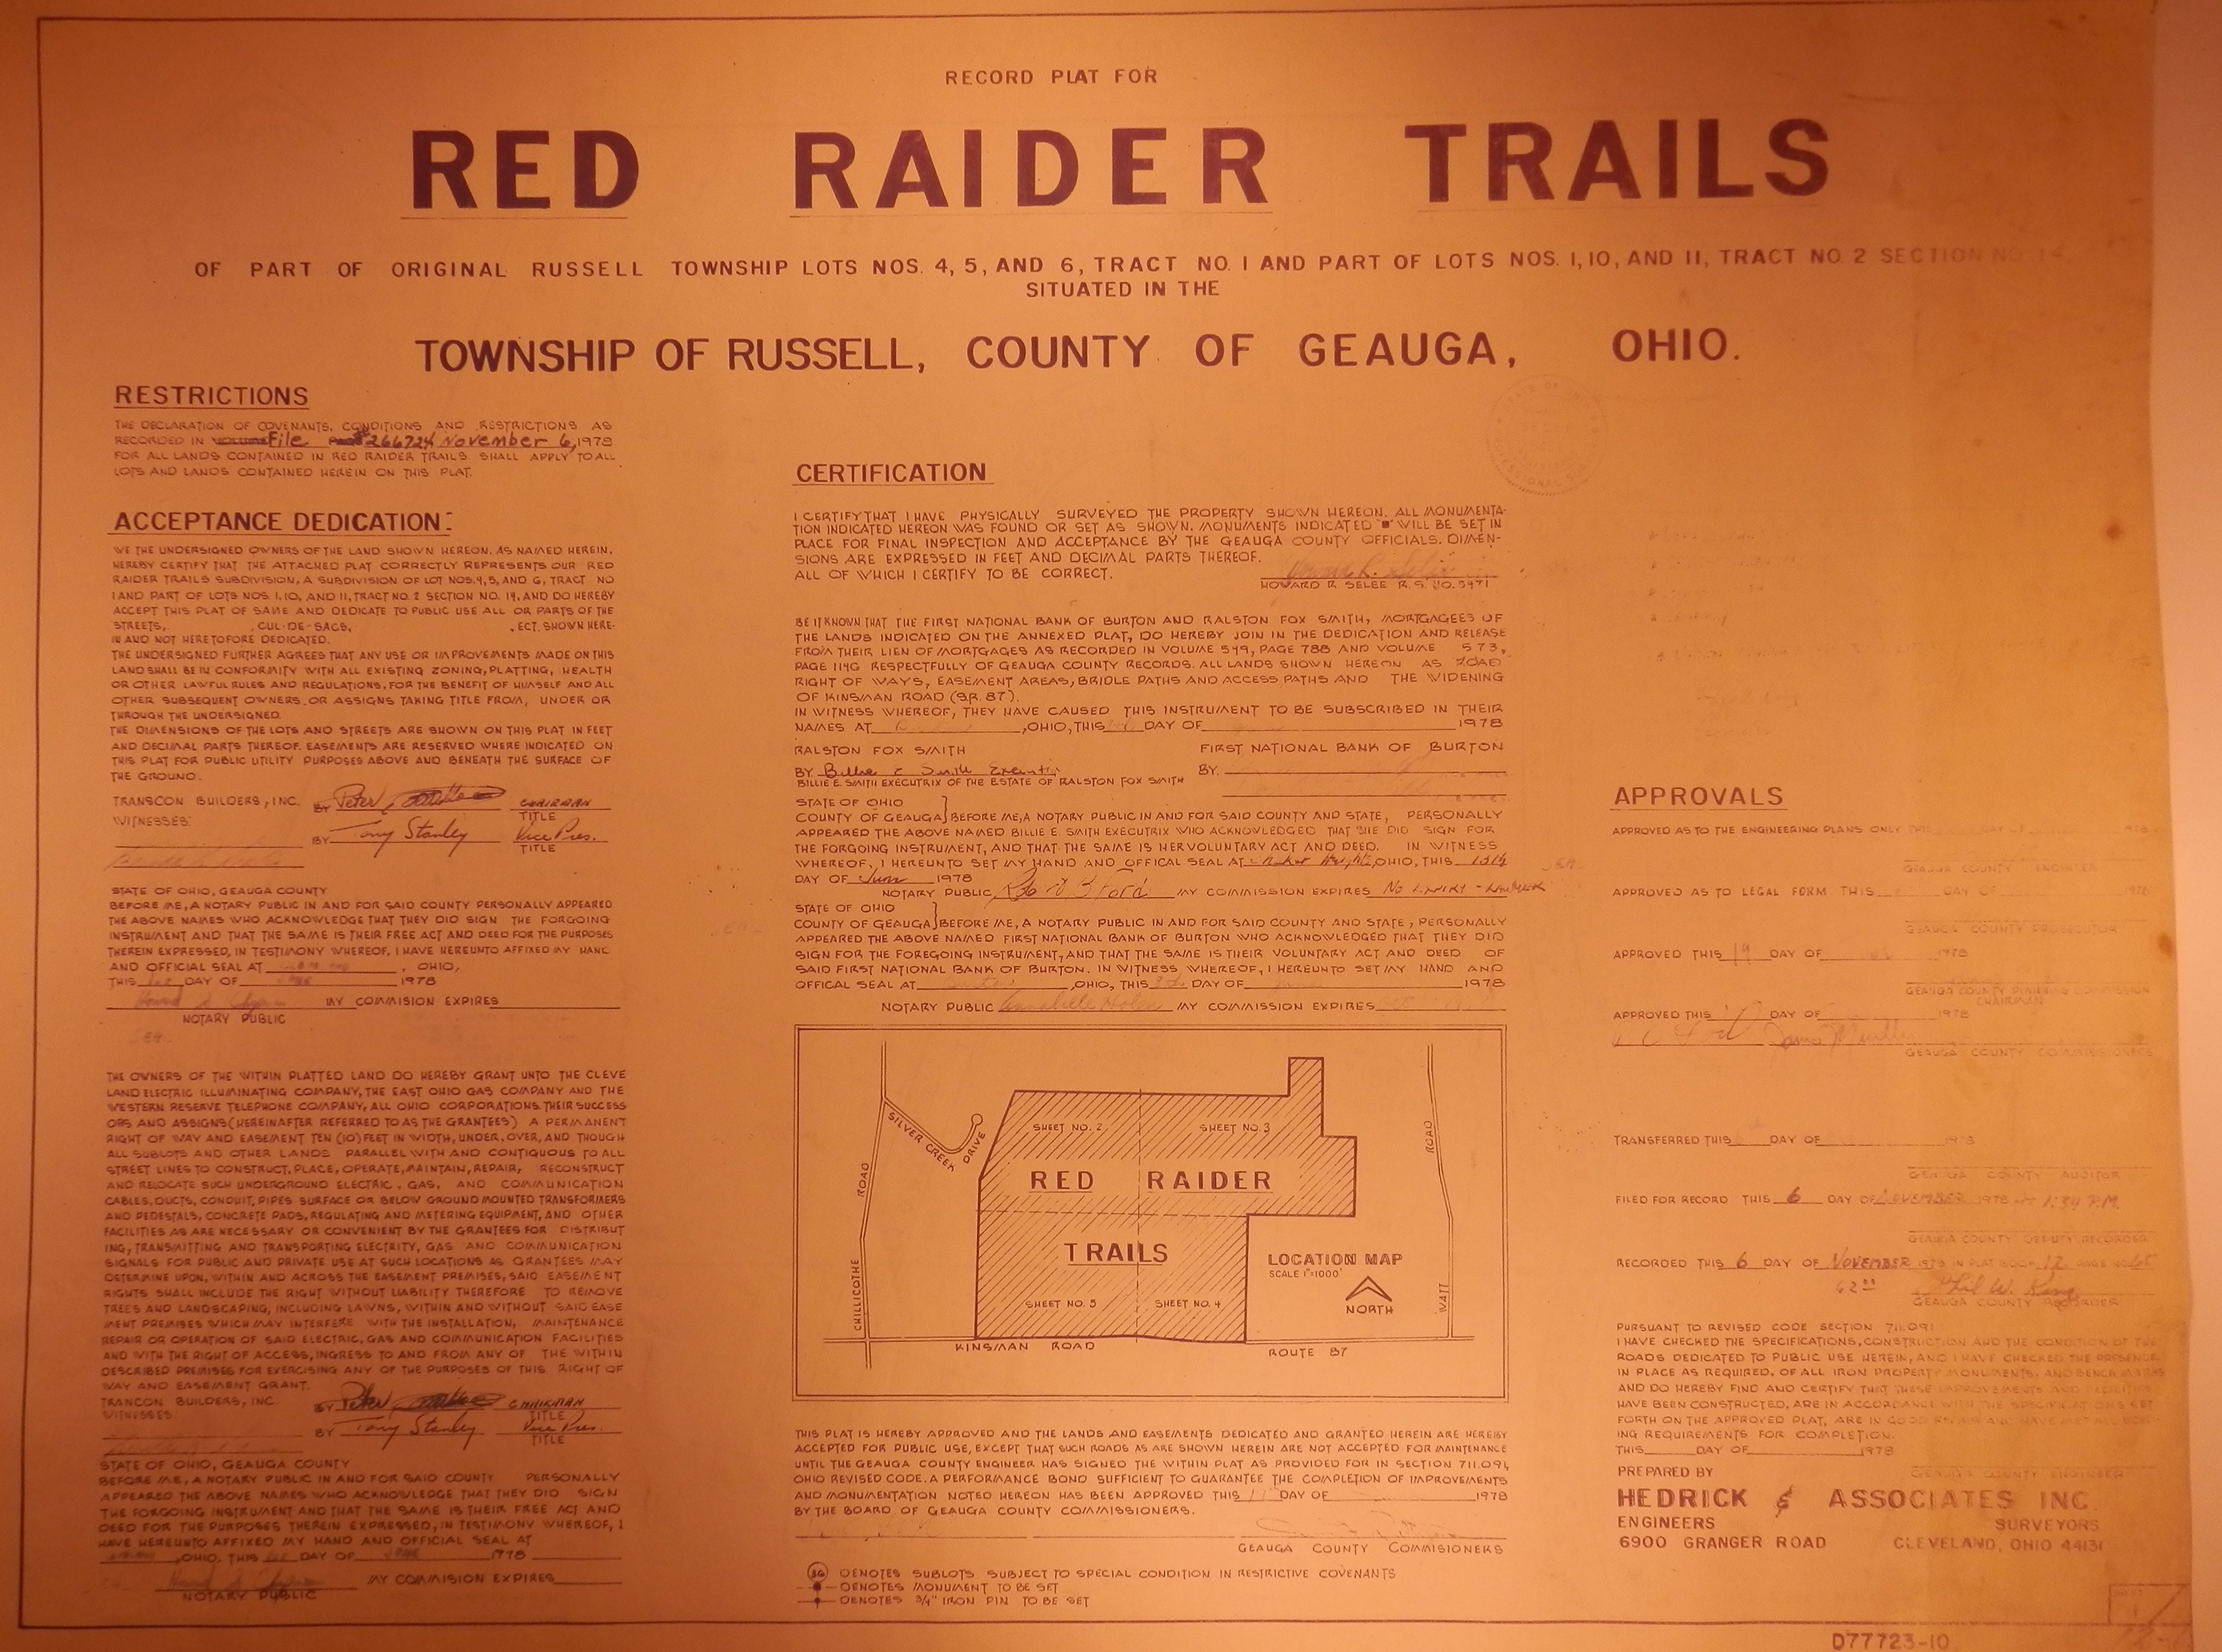 RECORD PLAT FOR
RED RAIDER TRAILS
OF PART OF ORIGINAL RUSSELL TOWNSHIP LOTS NOS. 4, 5, AND 6, TRACT NO. 1 AND PART OF LOTS NOS. 1, 10, AND 11, TRACT NO. 2 SECTION NO. 14,
SITUATED IN THE
TOWNSHIP OF RUSSELL, COUNTY OF GEAUGA, OHIO.
RESTRICTIONS
THE DECLARATION OF COVENANTS, CONDITIONS AND RESTRICTIONS AS
RECORDED IN File #266724 November 6, 1978
FOR ALL LANDS CONTAINED IN RED RAIDER TRAILS SHALL APPLY TO ALL
LOTS AND LANDS CONTAINED HEREIN ON THIS PLAT.
ACCEPTANCE DEDICATION:
WE THE UNDERSIGNED OWNERS OF THE LAND SHOWN HEREON, AS NAMED HEREIN,
HEREBY CERTIFY THAT THE ATTACHED PLAT CORRECTLY REPRESENTS OUR RED
RAIDER TRAILS SUBDIVISION, A SUBDIVISION OF LOT NOS. 4, 5, AND 6, TRACT NO
1 AND PART OF LOTS NOS. 1, 10, AND 11, TRACT NO. 2 SECTION NO. 14, AND DO HEREBY
ACCEPT THIS PLAT OF SAME AND DEDICATE TO PUBLIC USE ALL OR PARTS OF THE
STREETS, , CUL-DE-SACS, , ECT. SHOWN HERE-
IN AND NOT HERETOFORE DEDICATED.
THE UNDERSIGNED FURTHER AGREES THAT ANY USE OR IMPROVEMENTS MADE ON THIS
LAND SHALL BE IN CONFORMITY WITH ALL EXISTING ZONING, PLATTING, HEALTH
OR OTHER LAWFUL RULES AND REGULATIONS, FOR THE BENEFIT OF HIMSELF AND ALL
OTHER SUBSEQUENT OWNERS, OR ASSIGNS TAKING TITLE FROM, UNDER OR
THROUGH THE UNDERSIGNED.
THE DIMENSIONS OF THE LOTS AND STREETS ARE SHOWN ON THIS PLAT IN FEET
AND DECIMAL PARTS THEREOF. EASEMENTS ARE RESERVED WHERE INDICATED ON
THIS PLAT FOR PUBLIC UTILITY PURPOSES ABOVE AND BENEATH THE SURFACE OF
THE GROUND.
TRANSCON BUILDERS, INC. BY Peter CHAIRMAN
TITLE
WITNESSES:
BY Tony Stanley Vice Pres.
TITLE
STATE OF OHIO, GEAUGA COUNTY
BEFORE ME, A NOTARY PUBLIC IN AND FOR SAID COUNTY PERSONALLY APPEARED
THE ABOVE NAMES WHO ACKNOWLEDGE THAT THEY DID SIGN THE FORGOING
INSTRUMENT AND THAT THE SAME IS THEIR FREE ACT AND DEED FOR THE PURPOSES
THEREIN EXPRESSED, IN TESTIMONY WHEREOF, I HAVE HEREUNTO AFFIXED MY HAND
AND OFFICIAL SEAL AT , OHIO,
THIS DAY OF 1978
MY COMMISION EXPIRES
NOTARY PUBLIC
THE OWNERS OF THE WITHIN PLATTED LAND DO HEREBY GRANT UNTO THE CLEVE
LAND ELECTRIC ILLUMINATING COMPANY, THE EAST OHIO GAS COMPANY AND THE
WESTERN RESERVE TELEPHONE COMPANY, ALL OHIO CORPORATIONS. THEIR SUCCESS
ORS AND ASSIGNS (HEREINAFTER REFERRED TO AS THE GRANTEES) A PERMANENT
RIGHT OF WAY AND EASEMENT TEN (10) FEET IN WIDTH, UNDER, OVER, AND THOUGH
ALL SUBLOTS AND OTHER LANDS PARALLEL WITH AND CONTIGUOUS TO ALL
STREET LINES TO CONSTRUCT, PLACE, OPERATE, MAINTAIN, REPAIR, RECONSTRUCT
AND RELOCATE SUCH UNDERGROUND ELECTRIC, GAS, AND COMMUNICATION
CABLES, DUCTS, CONDUIT, PIPES SURFACE OR BELOW GROUND MOUNTED TRANSFORMERS
AND PEDESTALS, CONCRETE PADS, REGULATING AND METERING EQUIPMENT, AND OTHER
FACILITIES AS ARE NECESSARY OR CONVENIENT BY THE GRANTEES FOR DISTRIBUT
ING, TRANSMITTING AND TRANSPORTING ELECTRITY, GAS AND COMMUNICATION
SIGNALS FOR PUBLIC AND PRIVATE USE AT SUCH LOCATIONS AS GRANTEES MAY
DETERMINE UPON, WITHIN AND ACROSS THE EASEMENT PREMISES, SAID EASEMENT
RIGHTS SHALL INCLUDE THE RIGHT WITHOUT LIABILITY THEREFORE TO REMOVE
TREES AND LANDSCAPING, INCLUDING LAWNS, WITHIN AND WITHOUT SAID EASE
MENT PREMISES WHICH MAY INTERFERE WITH THE INSTALLATION, MAINTENANCE
REPAIR OR OPERATION OF SAID ELECTRIC, GAS AND COMMUNICATION FACILITIES
AND WITH THE RIGHT OF ACCESS, INGRESS TO AND FROM ANY OF THE WITHIN
DESCRIBED PREMISES FOR EXERCISING ANY OF THE PURPOSES OF THIS RIGHT OF
WAY AND EASEMENT GRANT.
TRANCON BUILDERS, INC. BY Peter CHAIRMAN
TITLE
WITNESSES:
BY Tony Stanley Vice Pres.
TITLE
STATE OF OHIO, GEAUGA COUNTY
BEFORE ME, A NOTARY PUBLIC IN AND FOR SAID COUNTY PERSONALLY
APPEARED THE ABOVE NAMES WHO ACKNOWLEDGE THAT THEY DID SIGN
THE FORGOING INSTRUMENT AND THAT THE SAME IS THEIR FREE ACT AND
DEED FOR THE PURPOSES THEREIN EXPRESSED, IN TESTIMONY WHEREOF, I
HAVE HEREUNTO AFFIXED MY HAND AND OFFICIAL SEAL AT
, OHIO, THIS DAY OF 1978
MY COMMISION EXPIRES
NOTARY PUBLIC
CERTIFICATION
I CERTIFY THAT I HAVE PHYSICALLY SURVEYED THE PROPERTY SHOWN HEREON. ALL MONUMENTA-
TION INDICATED HEREON WAS FOUND OR SET AS SHOWN. MONUMENTS INDICATED "■" WILL BE SET IN
PLACE FOR FINAL INSPECTION AND ACCEPTANCE BY THE GEAUGA COUNTY OFFICIALS. DIMEN-
SIONS ARE EXPRESSED IN FEET AND DECIMAL PARTS THEREOF.
ALL OF WHICH I CERTIFY TO BE CORRECT.
HOWARD R. SELEE R.S. NO. 5471
BE IT KNOWN THAT THE FIRST NATIONAL BANK OF BURTON AND RALSTON FOX SMITH, MORTGAGEES OF
THE LANDS INDICATED ON THE ANNEXED PLAT, DO HEREBY JOIN IN THE DEDICATION AND RELEASE
FROM THEIR LIEN OF MORTGAGES AS RECORDED IN VOLUME 549, PAGE 788 AND VOLUME 573,
PAGE 1146 RESPECTFULLY OF GEAUGA COUNTY RECORDS. ALL LANDS SHOWN HEREON AS ROAD
RIGHT OF WAYS, EASEMENT AREAS, BRIDLE PATHS AND ACCESS PATHS AND THE WIDENING
OF KINSMAN ROAD (S.R. 87).
IN WITNESS WHEREOF, THEY HAVE CAUSED THIS INSTRUMENT TO BE SUBSCRIBED IN THEIR
NAMES AT , OHIO, THIS DAY OF 1978
RALSTON FOX SMITH FIRST NATIONAL BANK OF BURTON
BY Billie E Smith Executrix BY.
BILLIE E. SMITH EXECUTRIX OF THE ESTATE OF RALSTON FOX SMITH
STATE OF OHIO
COUNTY OF GEAUGA} BEFORE ME, A NOTARY PUBLIC IN AND FOR SAID COUNTY AND STATE, PERSONALLY
APPEARED THE ABOVE NAMED BILLIE E. SMITH EXECUTRIX WHO ACKNOWLEDGED THAT SHE DID SIGN FOR
THE FORGOING INSTRUMENT, AND THAT THE SAME IS HER VOLUNTARY ACT AND DEED. IN WITNESS
WHEREOF, I HEREUNTO SET MY HAND AND OFFICAL SEAL AT , OHIO, THIS 13th
DAY OF June 1978
NOTARY PUBLIC Robert B Ford MY COMMISSION EXPIRES No Expiry
STATE OF OHIO
COUNTY OF GEAUGA} BEFORE ME, A NOTARY PUBLIC IN AND FOR SAID COUNTY AND STATE, PERSONALLY
APPEARED THE ABOVE NAMED FIRST NATIONAL BANK OF BURTON WHO ACKNOWLEDGED THAT THEY DID
SIGN FOR THE FOREGOING INSTRUMENT, AND THAT THE SAME IS THEIR VOLUNTARY ACT AND DEED OF
SAID FIRST NATIONAL BANK OF BURTON. IN WITNESS WHEREOF, I HEREUNTO SET MY HAND AND
OFFICAL SEAL AT , OHIO, THIS DAY OF 1978
NOTARY PUBLIC MY COMMISSION EXPIRES
SHEET NO. 2
SHEET NO. 3
SILVER CREEK DRIVE
RED RAIDER
TRAILS
CHILLICOTHE ROAD
WATT ROAD
LOCATION MAP
SCALE 1"=1000'
NORTH
SHEET NO. 5
SHEET NO. 4
KINSMAN ROAD
ROUTE 87
THIS PLAT IS HEREBY APPROVED AND THE LANDS AND EASEMENTS DEDICATED AND GRANTED HEREIN ARE HEREBY
ACCEPTED FOR PUBLIC USE, EXCEPT THAT SUCH ROADS AS ARE SHOWN HEREIN ARE NOT ACCEPTED FOR MAINTENANCE
UNTIL THE GEAUGA COUNTY ENGINEER HAS SIGNED THE WITHIN PLAT AS PROVIDED FOR IN SECTION 711.091,
OHIO REVISED CODE. A PERFORMANCE BOND SUFFICIENT TO GUARANTEE THE COMPLETION OF IMPROVEMENTS
AND MONUMENTATION NOTED HEREON HAS BEEN APPROVED THIS DAY OF 1978
BY THE BOARD OF GEAUGA COUNTY COMMISSIONERS.
GEAUGA COUNTY COMMISIONERS
DENOTES SUBLOTS SUBJECT TO SPECIAL CONDITION IN RESTRICTIVE COVENANTS
DENOTES MONUMENT TO BE SET
DENOTES 3/4" IRON PIN TO BE SET
APPROVALS
APPROVED AS TO THE ENGINEERING PLANS ONLY THIS DAY OF 1978
GEAUGA COUNTY ENGINEER
APPROVED AS TO LEGAL FORM THIS DAY OF 1978
GEAUGA COUNTY PROSECUTOR
APPROVED THIS 19 DAY OF 1978
GEAUGA COUNTY PLANNING COMMISSION
CHAIRMAN
APPROVED THIS DAY OF 1978
GEAUGA COUNTY COMMISSIONERS
TRANSFERRED THIS DAY OF 1978
GEAUGA COUNTY AUDITOR
FILED FOR RECORD THIS 6 DAY OF NOVEMBER 1978 AT 1:34 P.M.
GEAUGA COUNTY DEPUTY RECORDER
RECORDED THIS 6 DAY OF NOVEMBER 1978 IN PLAT BOOK 12 PAGE NO. 65
GEAUGA COUNTY RECORDER
PURSUANT TO REVISED CODE SECTION 711.091
I HAVE CHECKED THE SPECIFICATIONS, CONSTRUCTION AND THE CONDITION OF THE
ROADS DEDICATED TO PUBLIC USE HEREIN, AND I HAVE CHECKED THE PRESENCE
IN PLACE AS REQUIRED, OF ALL IRON PROPERTY MONUMENTS, AND BENCH MARKS
AND DO HEREBY FIND AND CERTIFY THAT THESE IMPROVEMENTS AND FACILITIES
HAVE BEEN CONSTRUCTED, ARE IN ACCORDANCE WITH THE SPECIFICATIONS SET
FORTH ON THE APPROVED PLAT, ARE IN GOOD REPAIR AND HAVE MET ALL
ING REQUIREMENTS FOR COMPLETION.
THIS DAY OF 1978
GEAUGA COUNTY ENGINEER
PREPARED BY
HEDRICK & ASSOCIATES INC.
ENGINEERS SURVEYORS
6900 GRANGER ROAD CLEVELAND, OHIO 44131
D77723-10